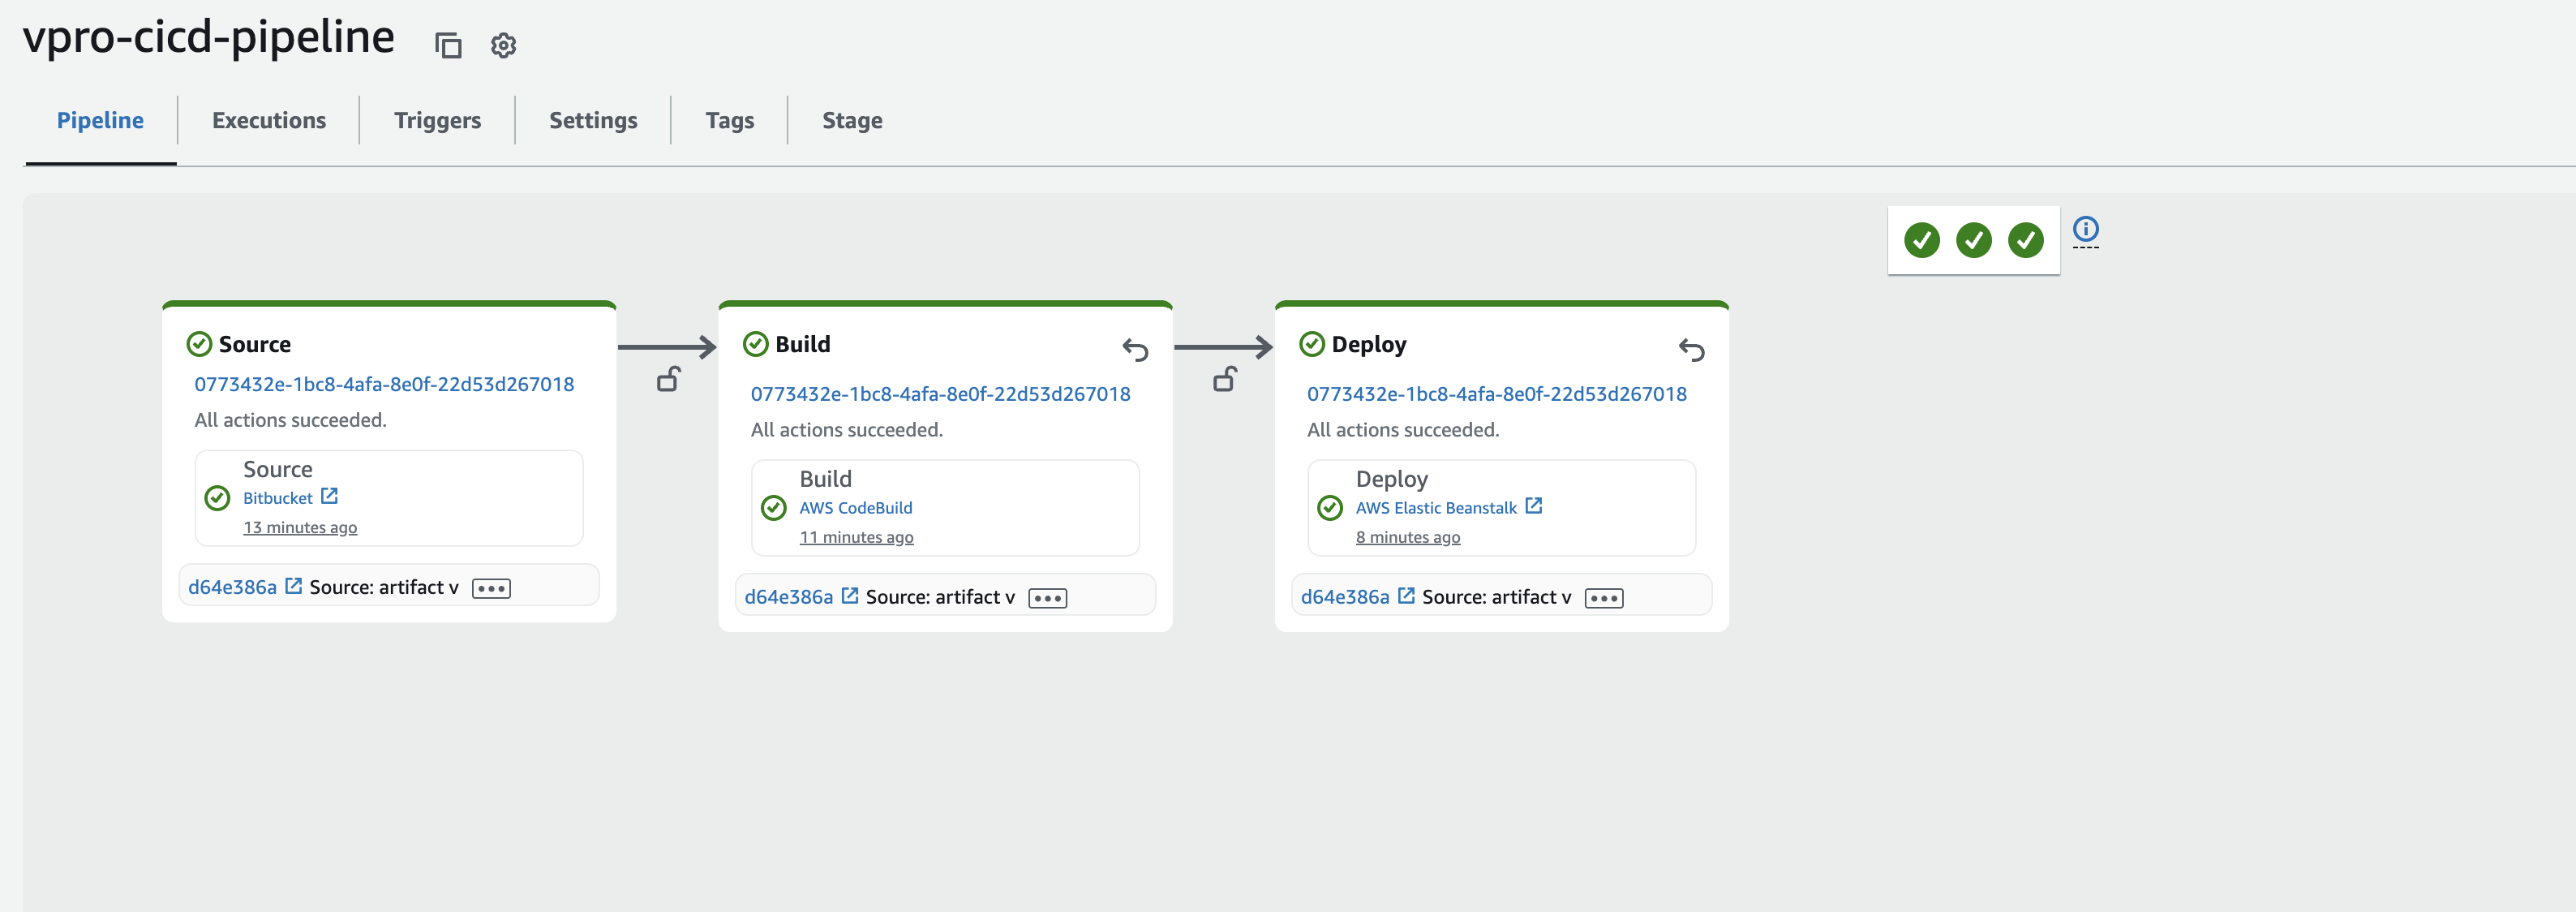 vpro-cicd-pipeline
Pipeline
Executions
Triggers
Settings
Tags
Stage
Source
0773432e-1bc8-4afa-8e0f-22d53d267018
All actions succeeded.
Source
Bitbucket
13 minutes ago
d64e386a Source: artifact v
Build
0773432e-1bc8-4afa-8e0f-22d53d267018
All actions succeeded.
Build
AWS CodeBuild
11 minutes ago
d64e386a Source: artifact v
Deploy
0773432e-1bc8-4afa-8e0f-22d53d267018
All actions succeeded.
Deploy
AWS Elastic Beanstalk
8 minutes ago
d64e386a Source: artifact v